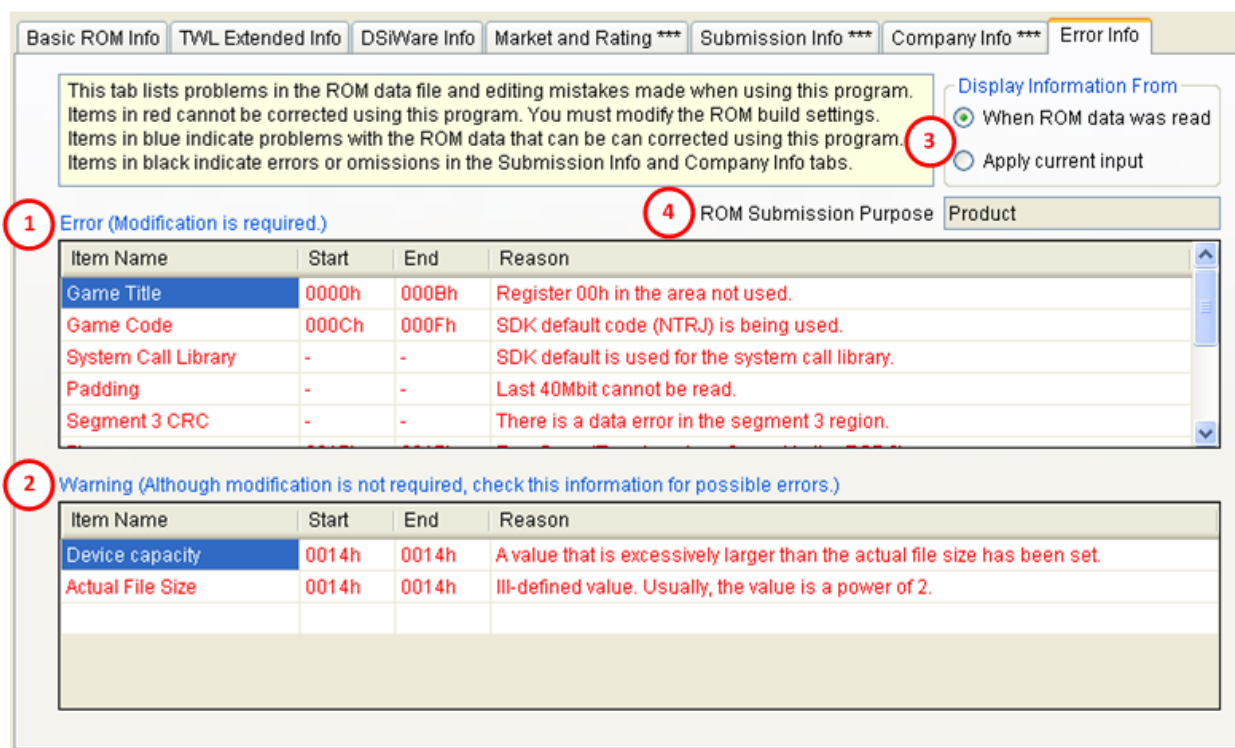 Basic ROM Info TWL Extended Info DSiWare Info Market and Rating *** Submission Info *** Company Info *** Error Info
This tab lists problems in the ROM data file and editing mistakes made when using this program.
Items in red cannot be corrected using this program. You must modify the ROM build settings.
Items in blue indicate problems with the ROM data that can be can corrected using this program.
Items in black indicate errors or omissions in the Submission Info and Company Info tabs.
Display Information From
When ROM data was read
3
Apply current input
4 ROM Submission Purpose Product
1 Error (Modification is required.)
Item Name Start End Reason
Game Title 0000h 000Bh Register 00h in the area not used.
Game Code 000Ch 000Fh SDK default code (NTRJ) is being used.
System Call Library - - SDK default is used for the system call library.
Padding - - Last 40Mbit cannot be read.
Segment 3 CRC - - There is a data error in the segment 3 region.
2 Warning (Although modification is not required, check this information for possible errors.)
Item Name Start End Reason
Device capacity 0014h 0014h A value that is excessively larger than the actual file size has been set.
Actual File Size 0014h 0014h Ill-defined value. Usually, the value is a power of 2.